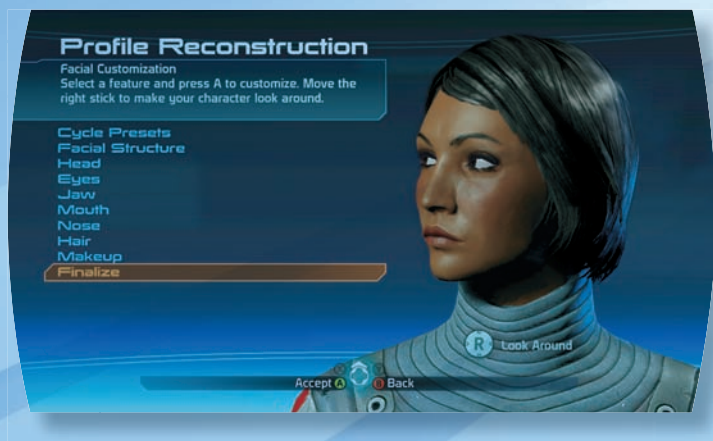 Profile Reconstruction
Facial Customization
Select a feature and press A to customize. Move the
right stick to make your character look around.
Cycle Presets
Facial Structure
Head
Eyes
Jaw
Mouth
Nose
Hair
Makeup
Finalize
R Look Around
Accept A B Back